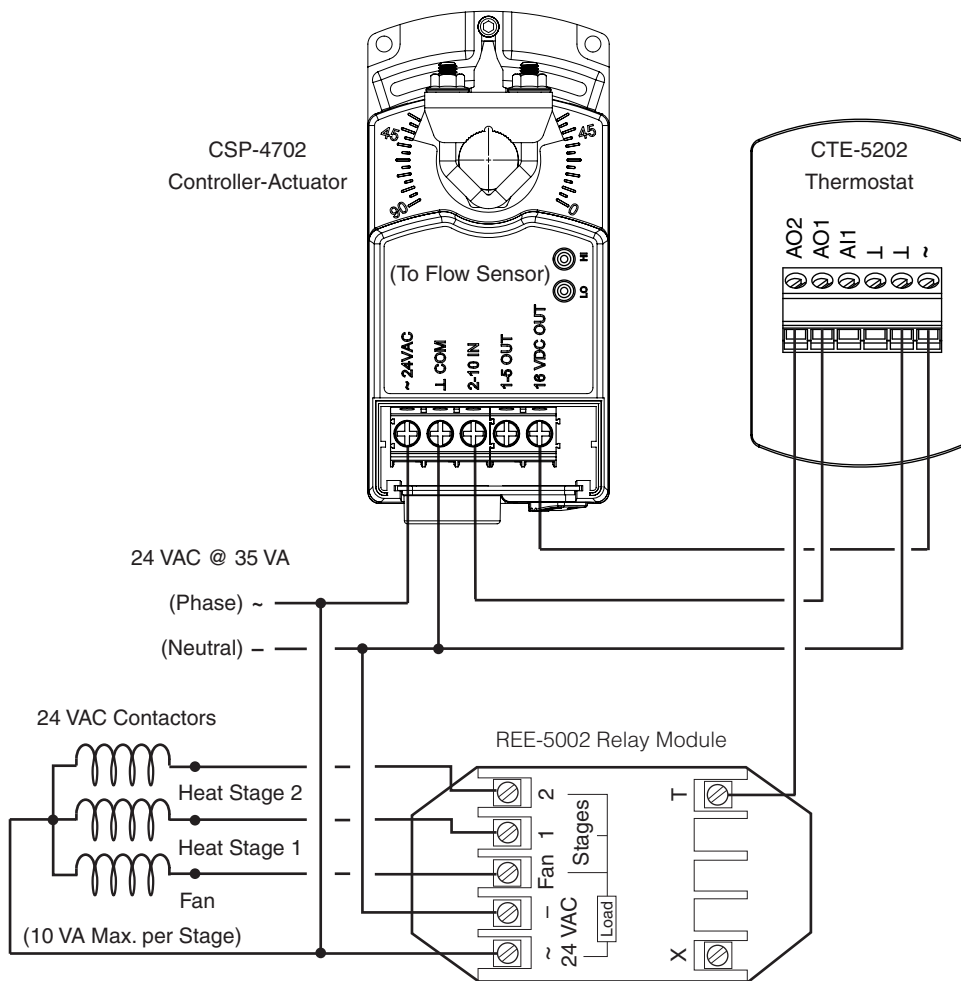 CSP-4702
Controller-Actuator
45
45
90
0
(To Flow Sensor)
HI
LO
~ 24VAC
⊥ COM
2-10 IN
1-5 OUT
16 VDC OUT
CTE-5202
Thermostat
AO2
AO1
AI1
⊥
⊥
~
24 VAC @ 35 VA
(Phase) ~
(Neutral) –
24 VAC Contactors
Heat Stage 2
Heat Stage 1
Fan
(10 VA Max. per Stage)
REE-5002 Relay Module
2
1
Fan
Stages
–
~
24 VAC
Load
T
X